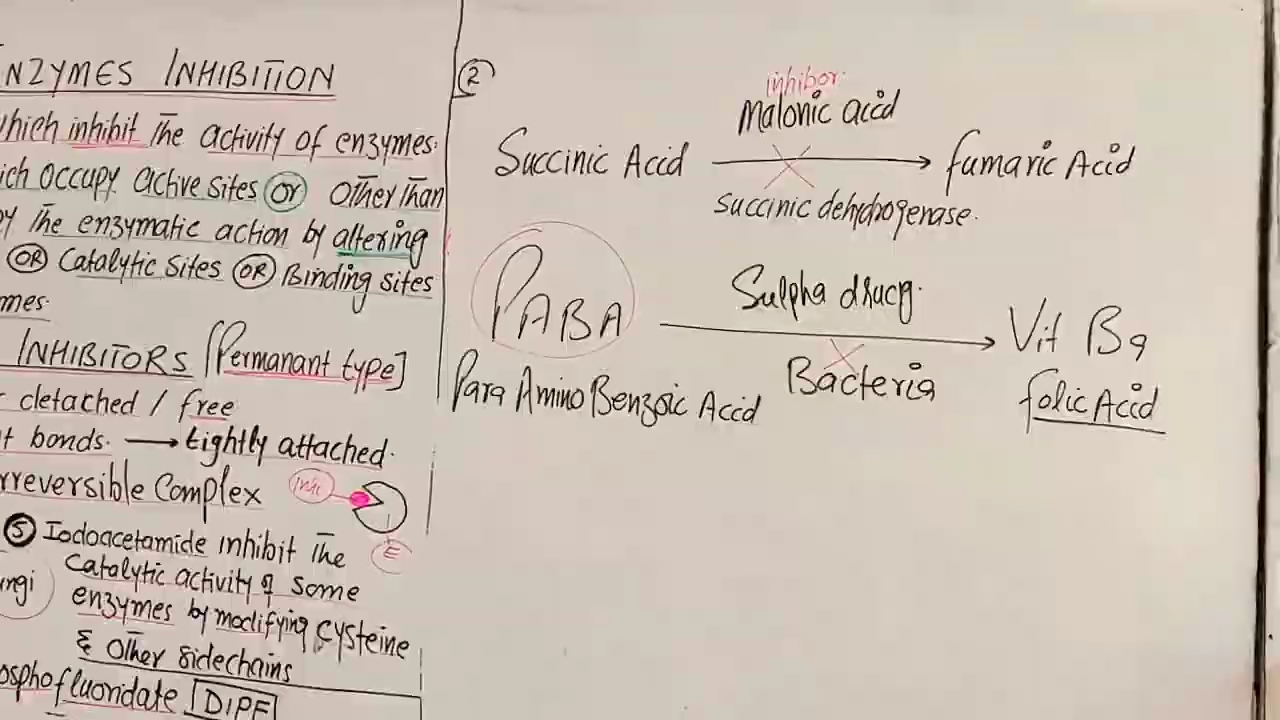 NZYMES INHIBITION
hich inhibit The activity of enzymes.
ich occupy active sites OR Other than
y The enzymatic action by altering
OR Catalytic Sites OR Binding sites
mes.
INHIBITORS [Permanant type]
detached / free
t bonds. → tightly attached.
rreversible Complex
E
⑤ Iodoacetamide inhibit The
Catalytic activity of some
ngi
enzymes by modifying cysteine
& Other sidechains
osphofluoridate DIPF
②
inhibor
Malonic acid
Succinic Acid → fumaric Acid
succinic dehydrogenase.
Sulpha drug.
PABA → Vit B9
Bacteria
Para Amino Benzoic Acid
folic Acid